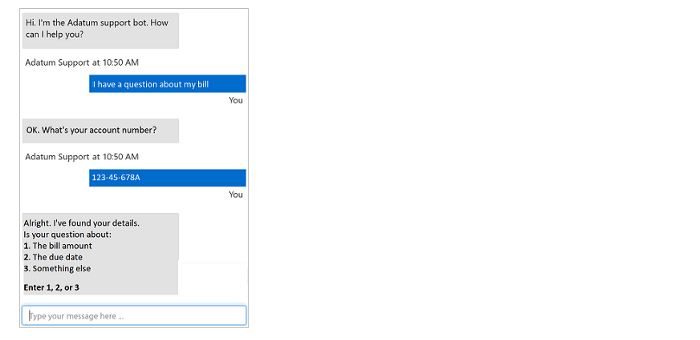 Hi. I'm the Adatum support bot. How
can I help you?
Adatum Support at 10:50 AM
I have a question about my bill
You
OK. What's your account number?
Adatum Support at 10:50 AM
123-45-678A
You
Alright. I've found your details.
Is your question about:
1. The bill amount
2. The due date
3. Something else
Enter 1, 2, or 3
Type your message here ...